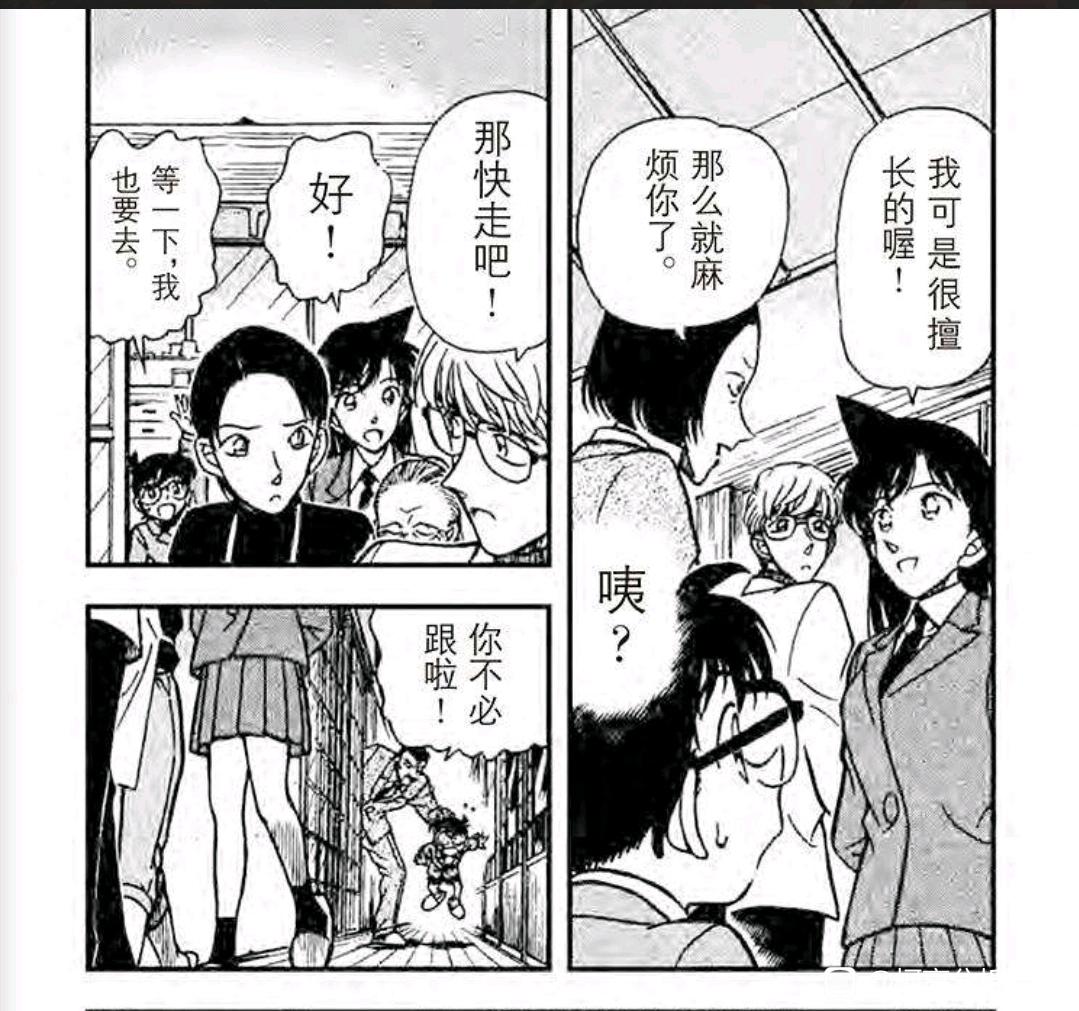 我可是很擅
长的喔！
那么就麻
烦你了。
咦？
那快走吧！
好！
等一下，我
也要去。
你不必
跟啦！